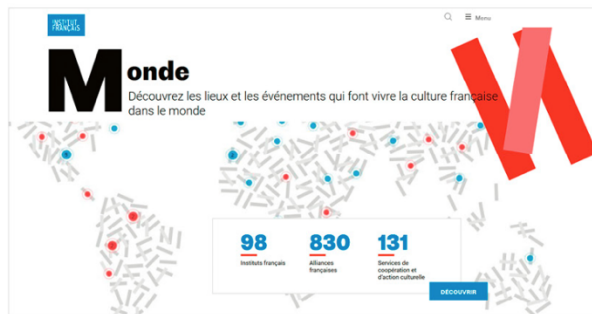 INSTITUT
FRANÇAIS
Menu
Monde
Découvrez les lieux et les événements qui font vivre la culture française
dans le monde
98
Instituts français
830
Alliances
françaises
131
Services de
coopération et
d'action culturelle
DÉCOUVRIR